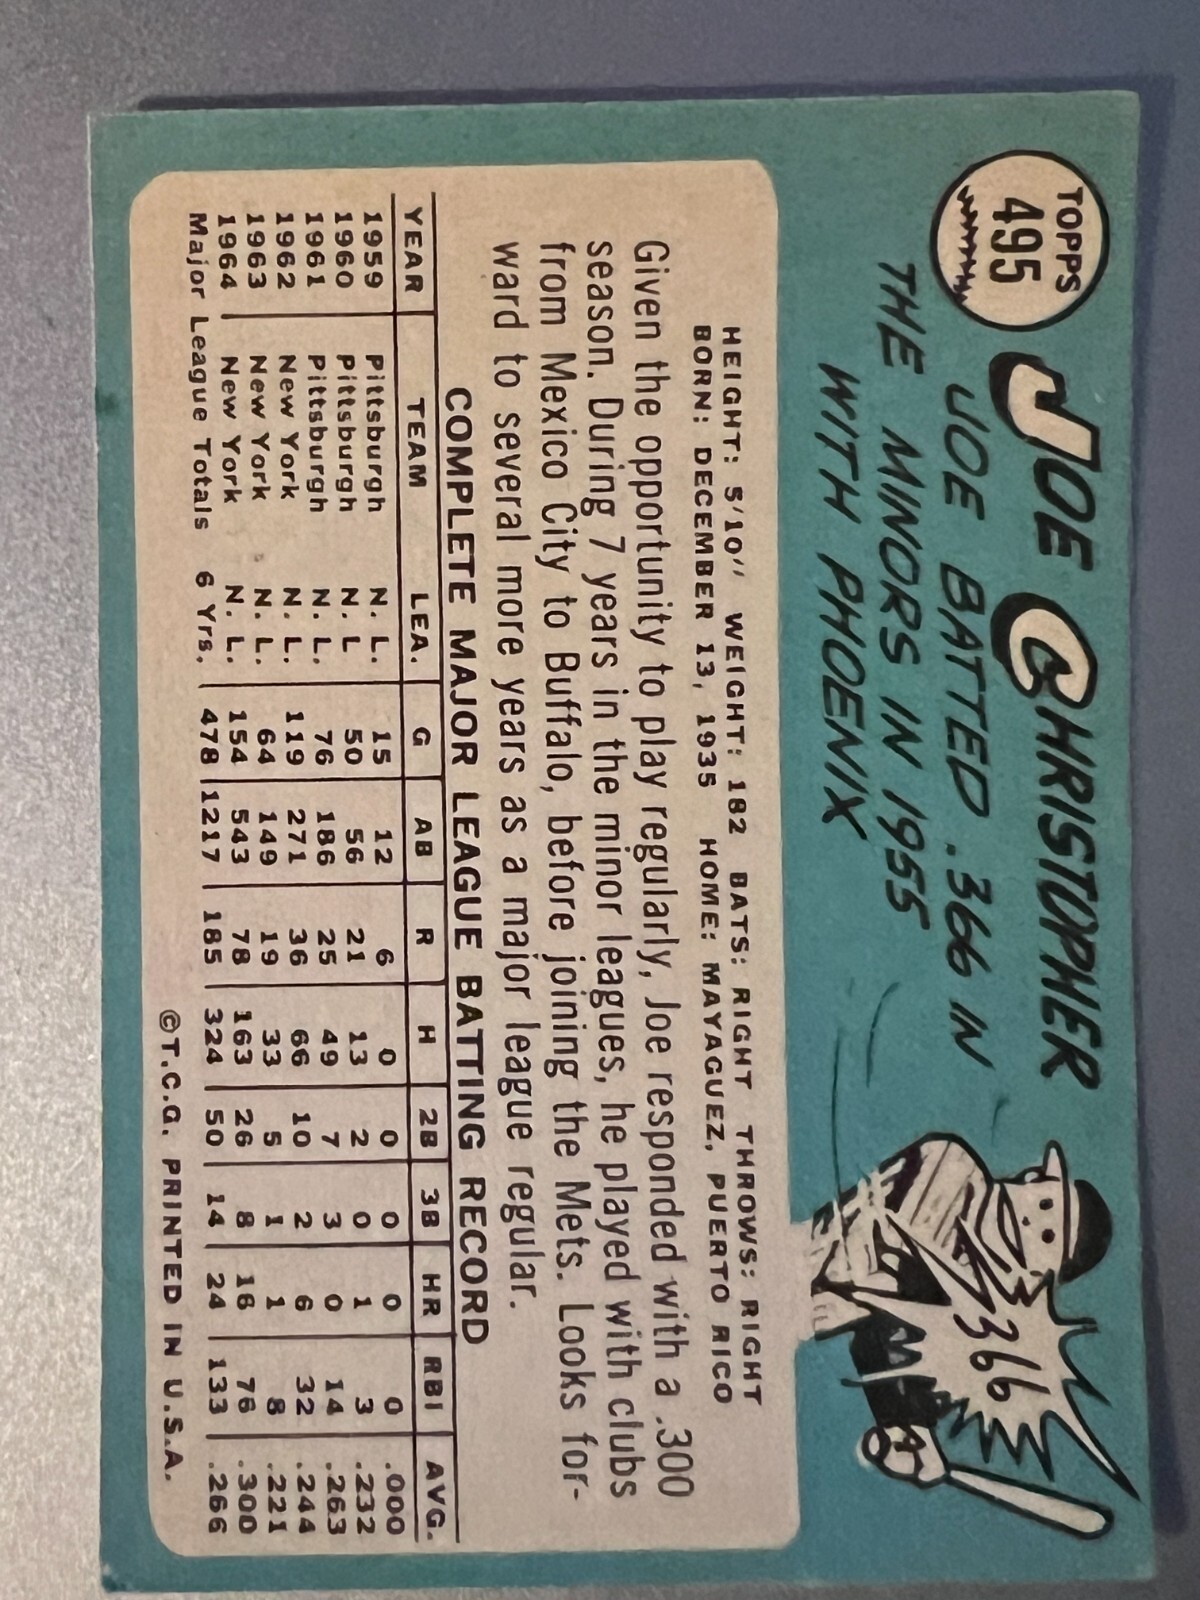 TOPPS
495
JOE CHRISTOPHER
JOE BATTED .366 IN
THE MINORS IN 1955
WITH PHOENIX
366
HEIGHT: 5'10" WEIGHT: 182 BATS: RIGHT THROWS: RIGHT
BORN: DECEMBER 13, 1935 HOME: MAYAGUEZ, PUERTO RICO
Given the opportunity to play regularly, Joe responded with a .300
season. During 7 years in the minor leagues, he played with clubs
from Mexico City to Buffalo, before joining the Mets. Looks for-
ward to several more years as a major league regular.
COMPLETE MAJOR LEAGUE BATTING RECORD
YEAR TEAM LEA. G AB R H 2B 3B HR RBI AVG.
1959 Pittsburgh N. L. 15 12 6 0 0 0 0 0 .000
1960 Pittsburgh N. L 50 56 21 13 2 0 1 3 .232
1961 Pittsburgh N. L. 76 186 25 49 7 3 0 14 .263
1962 New York N. L. 119 271 36 66 10 2 6 32 .244
1963 New York N. L. 64 149 19 33 5 1 1 8 .221
1964 New York N. L. 154 543 78 163 26 8 16 76 .300
Major League Totals 6 Yrs. 478 1217 185 324 50 14 24 133 .266
©T.C.G. PRINTED IN U.S.A.